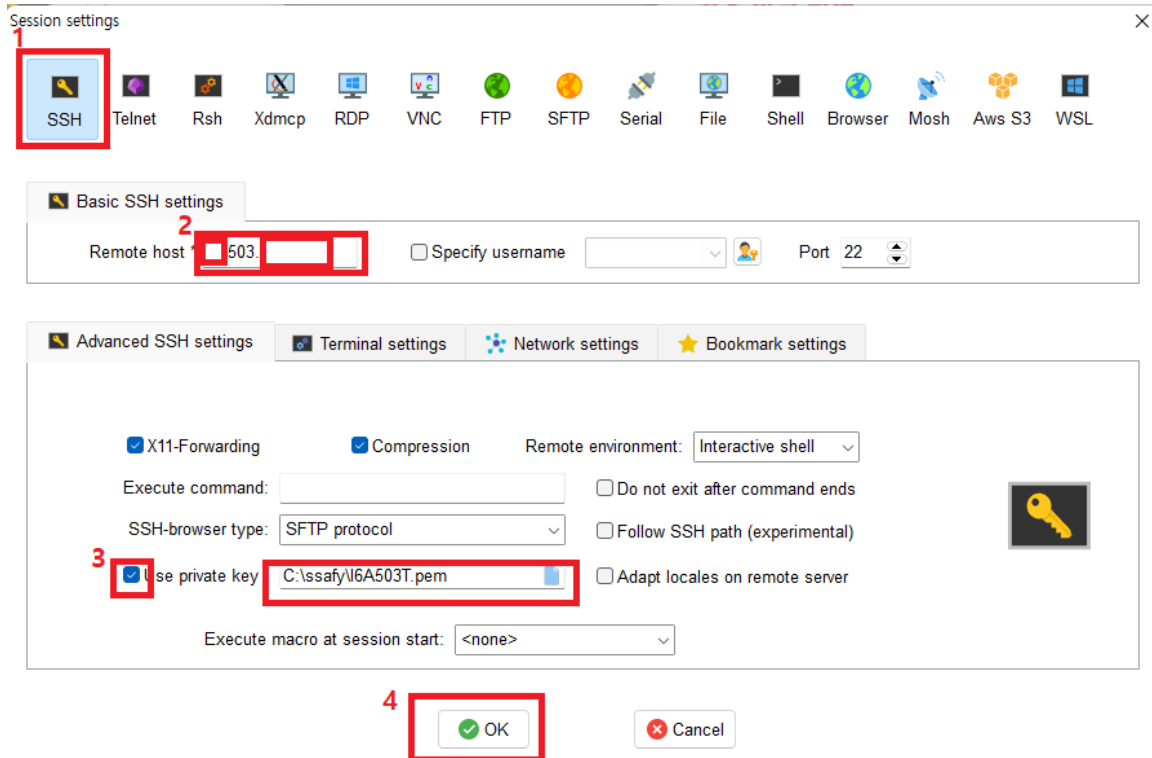 Session settings
1
SSH Telnet Rsh Xdmcp RDP VNC FTP SFTP Serial File Shell Browser Mosh Aws S3 WSL
Basic SSH settings
2
Remote host * 503. Specify username Port 22
Advanced SSH settings Terminal settings Network settings Bookmark settings
X11-Forwarding Compression Remote environment: Interactive shell
Execute command: Do not exit after command ends
SSH-browser type: SFTP protocol Follow SSH path (experimental)
3
Use private key C:\ssafy\I6A503T.pem Adapt locales on remote server
Execute macro at session start: <none>
4
OK Cancel